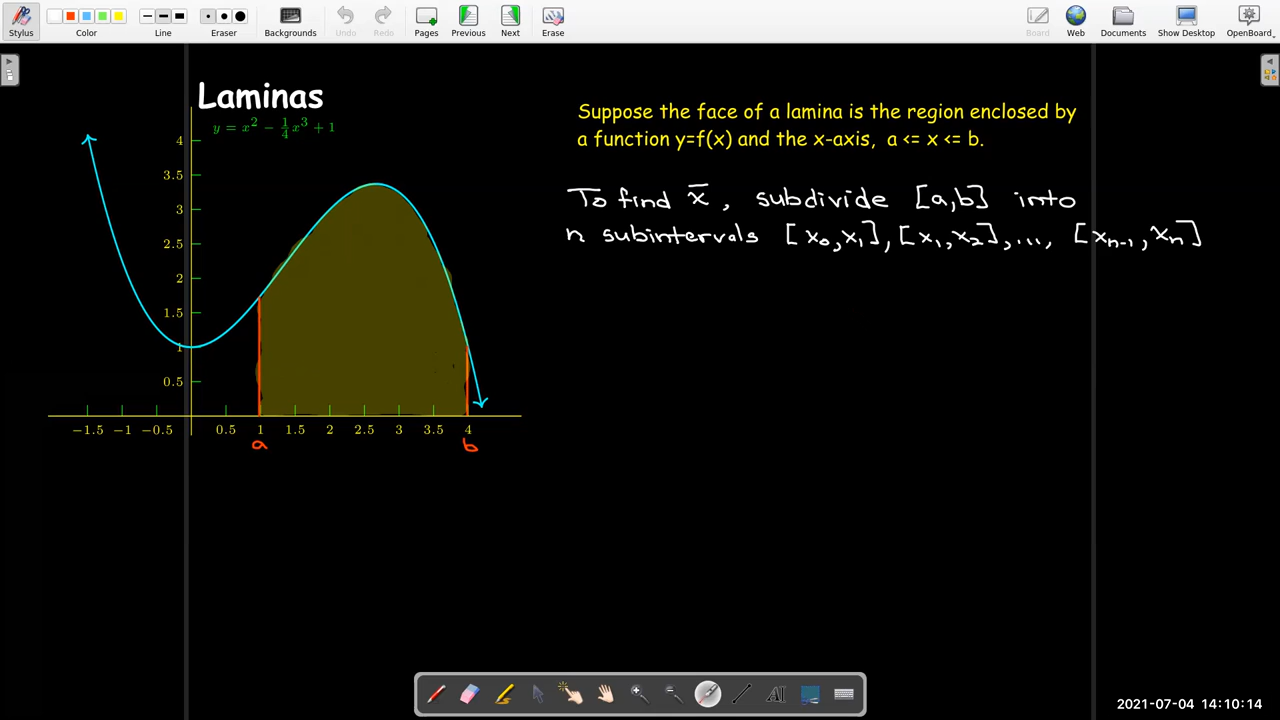 Stylus Color Line Eraser Backgrounds Undo Redo Pages Previous Next Erase Board Web Documents Show Desktop OpenBoard
Laminas
y = x² − 1/4 x³ + 1
Suppose the face of a lamina is the region enclosed by
a function y=f(x) and the x-axis, a <= x <= b.
To find x̄, subdivide [a,b] into
n subintervals [x₀,x₁],[x₁,x₂],..., [xₙ₋₁,xₙ]
4
3.5
3
2.5
2
1.5
1
0.5
−1.5 −1 −0.5 0.5 1 1.5 2 2.5 3 3.5 4
a b
AI
2021-07-04 14:10:14